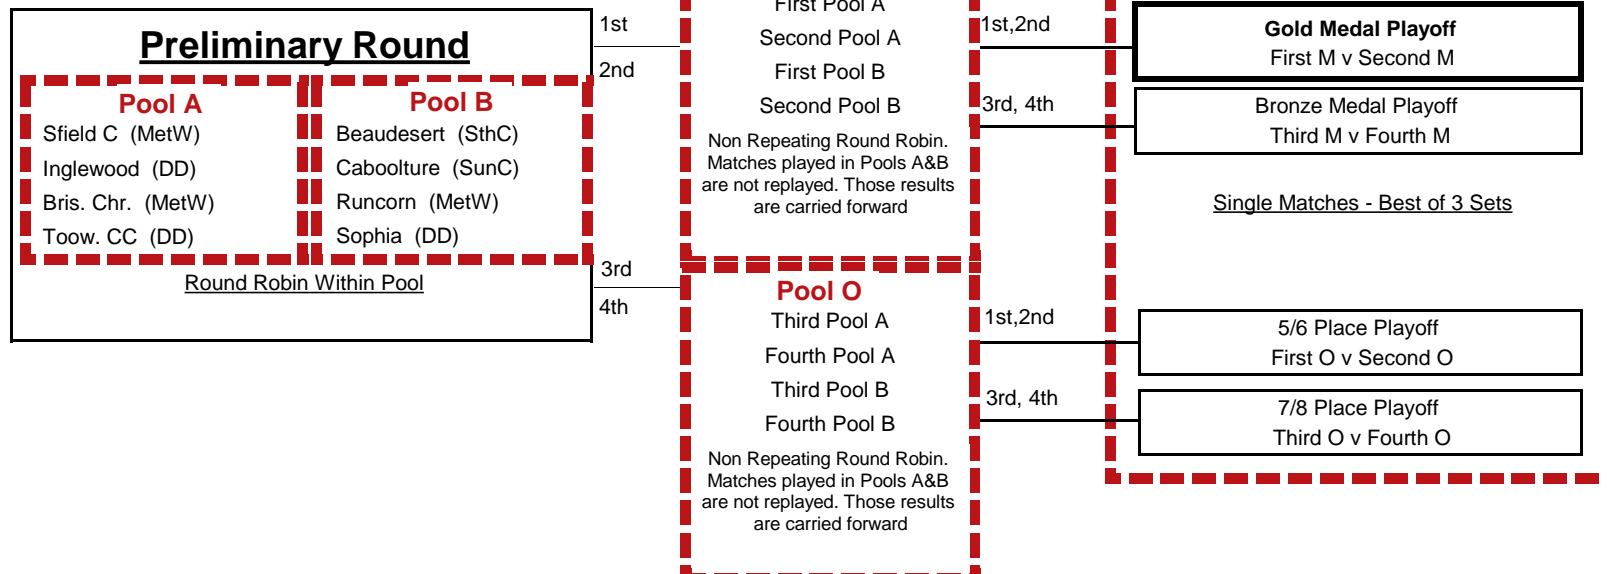 Preliminary Round
Pool A
Sfield C (MetW)
Inglewood (DD)
Bris. Chr. (MetW)
Toow. CC (DD)
Pool B
Beaudesert (SthC)
Caboolture (SunC)
Runcorn (MetW)
Sophia (DD)
Round Robin Within Pool
1st
2nd
3rd
4th
First Pool A
Second Pool A
First Pool B
Second Pool B
Non Repeating Round Robin.
Matches played in Pools A&B
are not replayed. Those results
are carried forward
Pool O
Third Pool A
Fourth Pool A
Third Pool B
Fourth Pool B
Non Repeating Round Robin.
Matches played in Pools A&B
are not replayed. Those results
are carried forward
1st,2nd
3rd, 4th
1st,2nd
3rd, 4th
Gold Medal Playoff
First M v Second M
Bronze Medal Playoff
Third M v Fourth M
Single Matches - Best of 3 Sets
5/6 Place Playoff
First O v Second O
7/8 Place Playoff
Third O v Fourth O